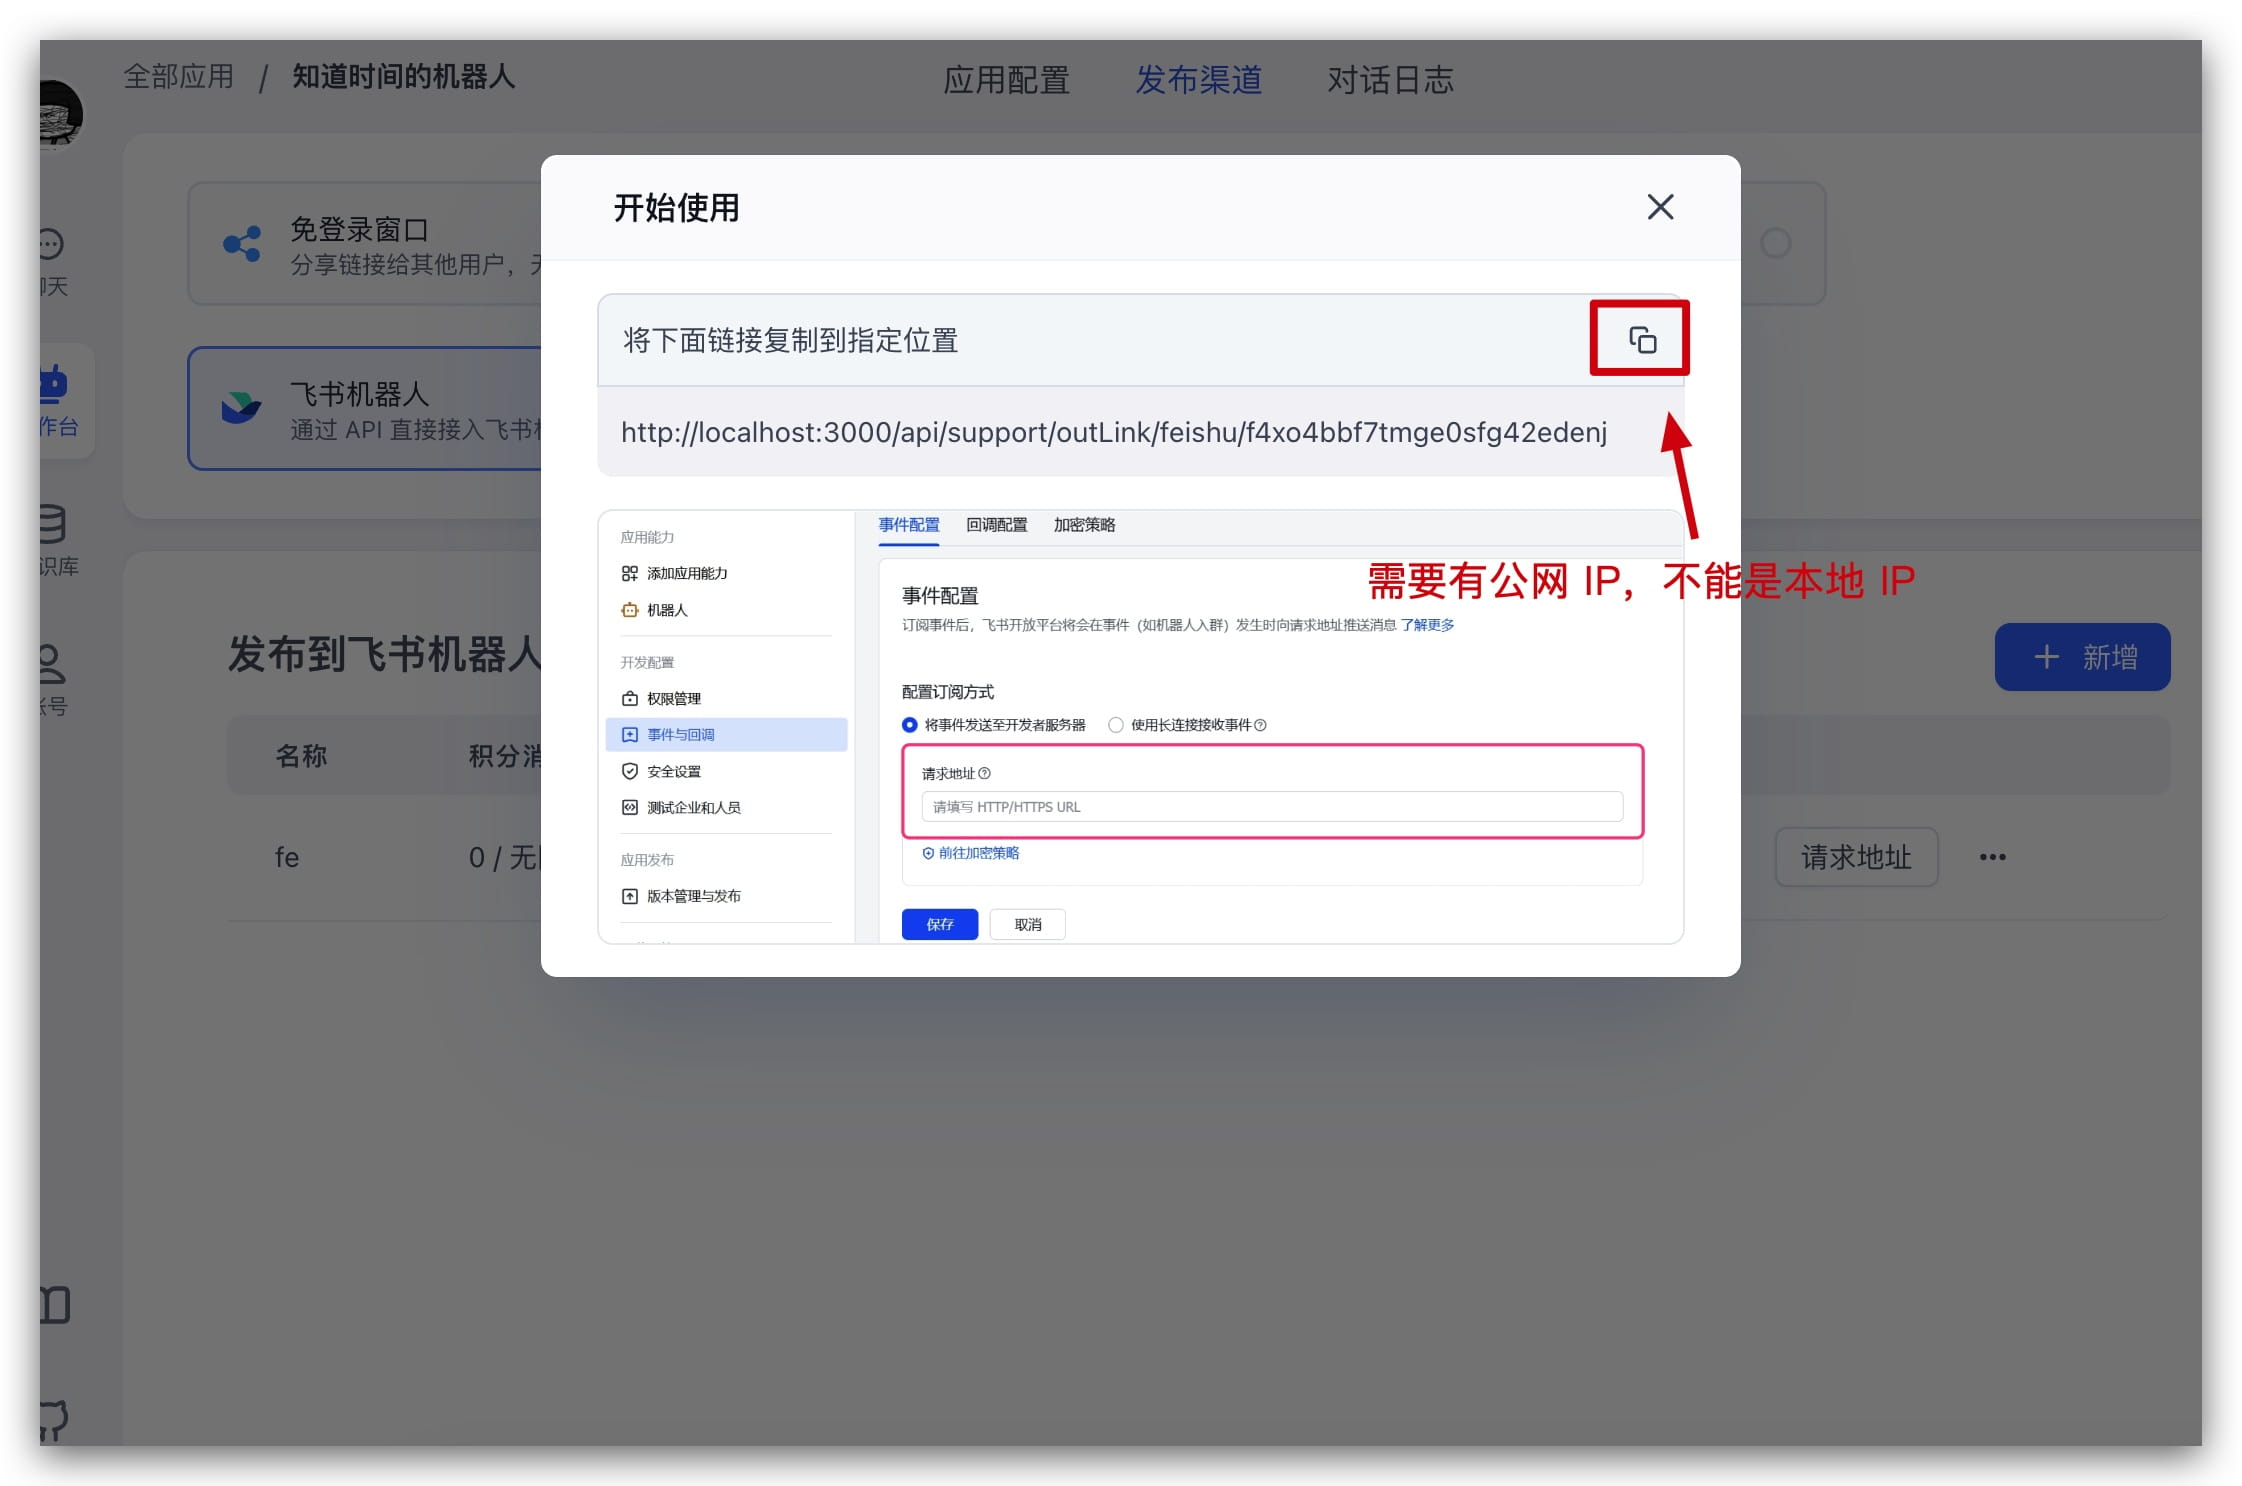 全部应用 / 知道时间的机器人
应用配置
发布渠道
对话日志
天
作台
识库
号
免登录窗口
分享链接给其他用户，
飞书机器人
通过 API 直接接入飞书
发布到飞书机器人
新增
名称
积分消
fe
0 / 无
请求地址
开始使用
将下面链接复制到指定位置
http://localhost:3000/api/support/outLink/feishu/f4xo4bbf7tmge0sfg42edenj
需要有公网 IP，不能是本地 IP
应用能力
添加应用能力
机器人
开发配置
权限管理
事件与回调
安全设置
测试企业和人员
应用发布
版本管理与发布
事件配置
回调配置
加密策略
事件配置
订阅事件后，飞书开放平台将会在事件（如机器人入群）发生时向请求地址推送消息 了解更多
配置订阅方式
将事件发送至开发者服务器
使用长连接接收事件
请求地址
请填写 HTTP/HTTPS URL
前往加密策略
保存
取消